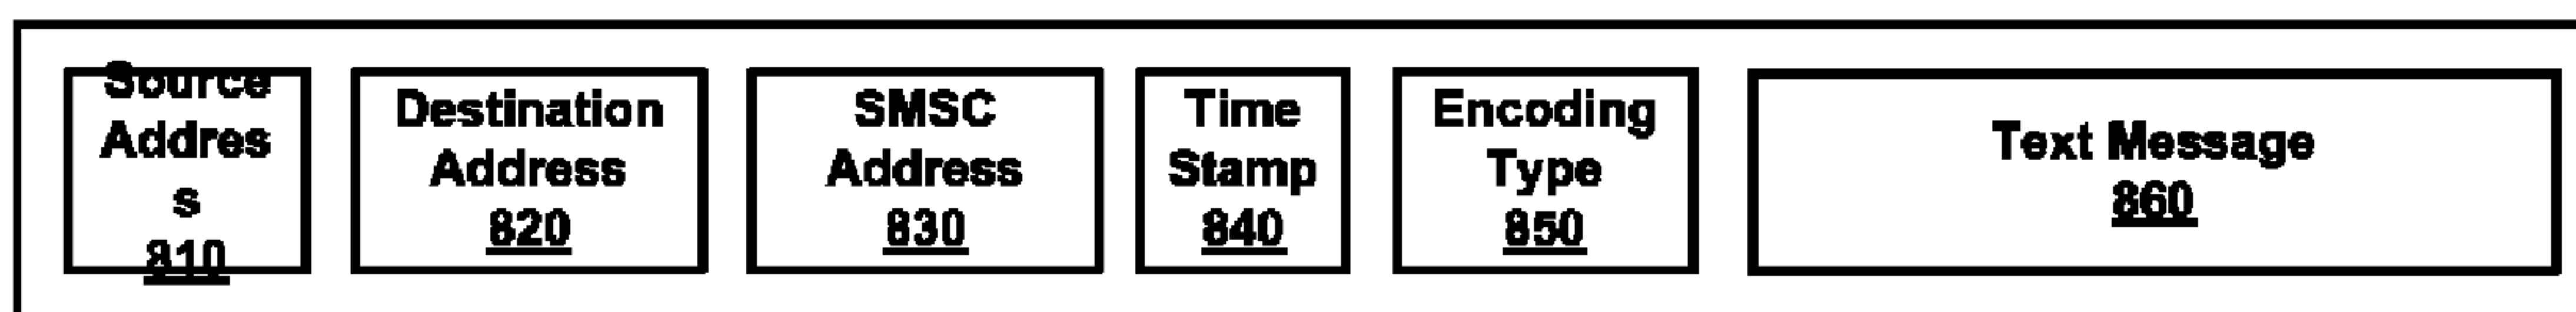 Source
Addres
s
810
Destination
Address
820
SMSC
Address
830
Time
Stamp
840
Encoding
Type
850
Text Message
860